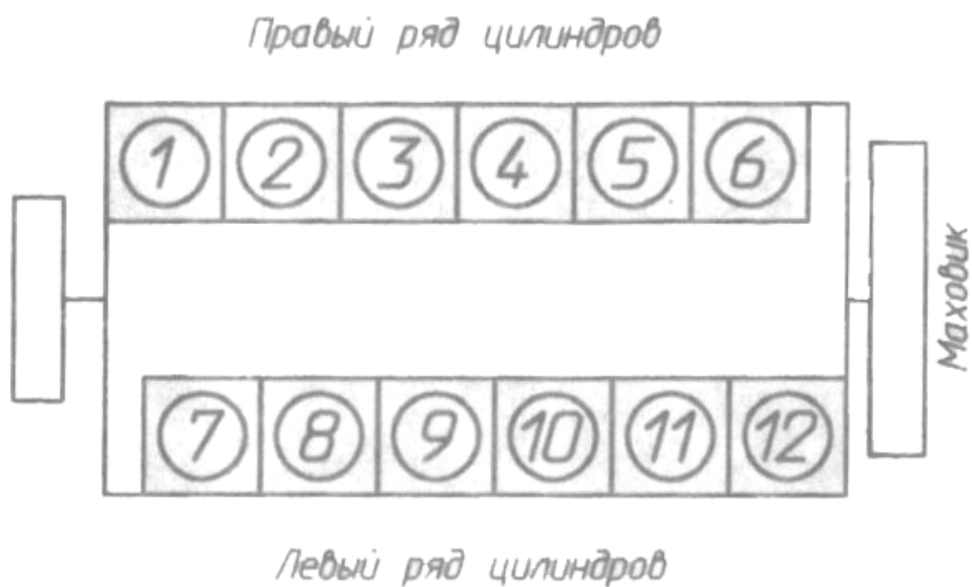 Правый ряд цилиндров
1 2 3 4 5 6
Маховик
7 8 9 10 11 12
Левый ряд цилиндров